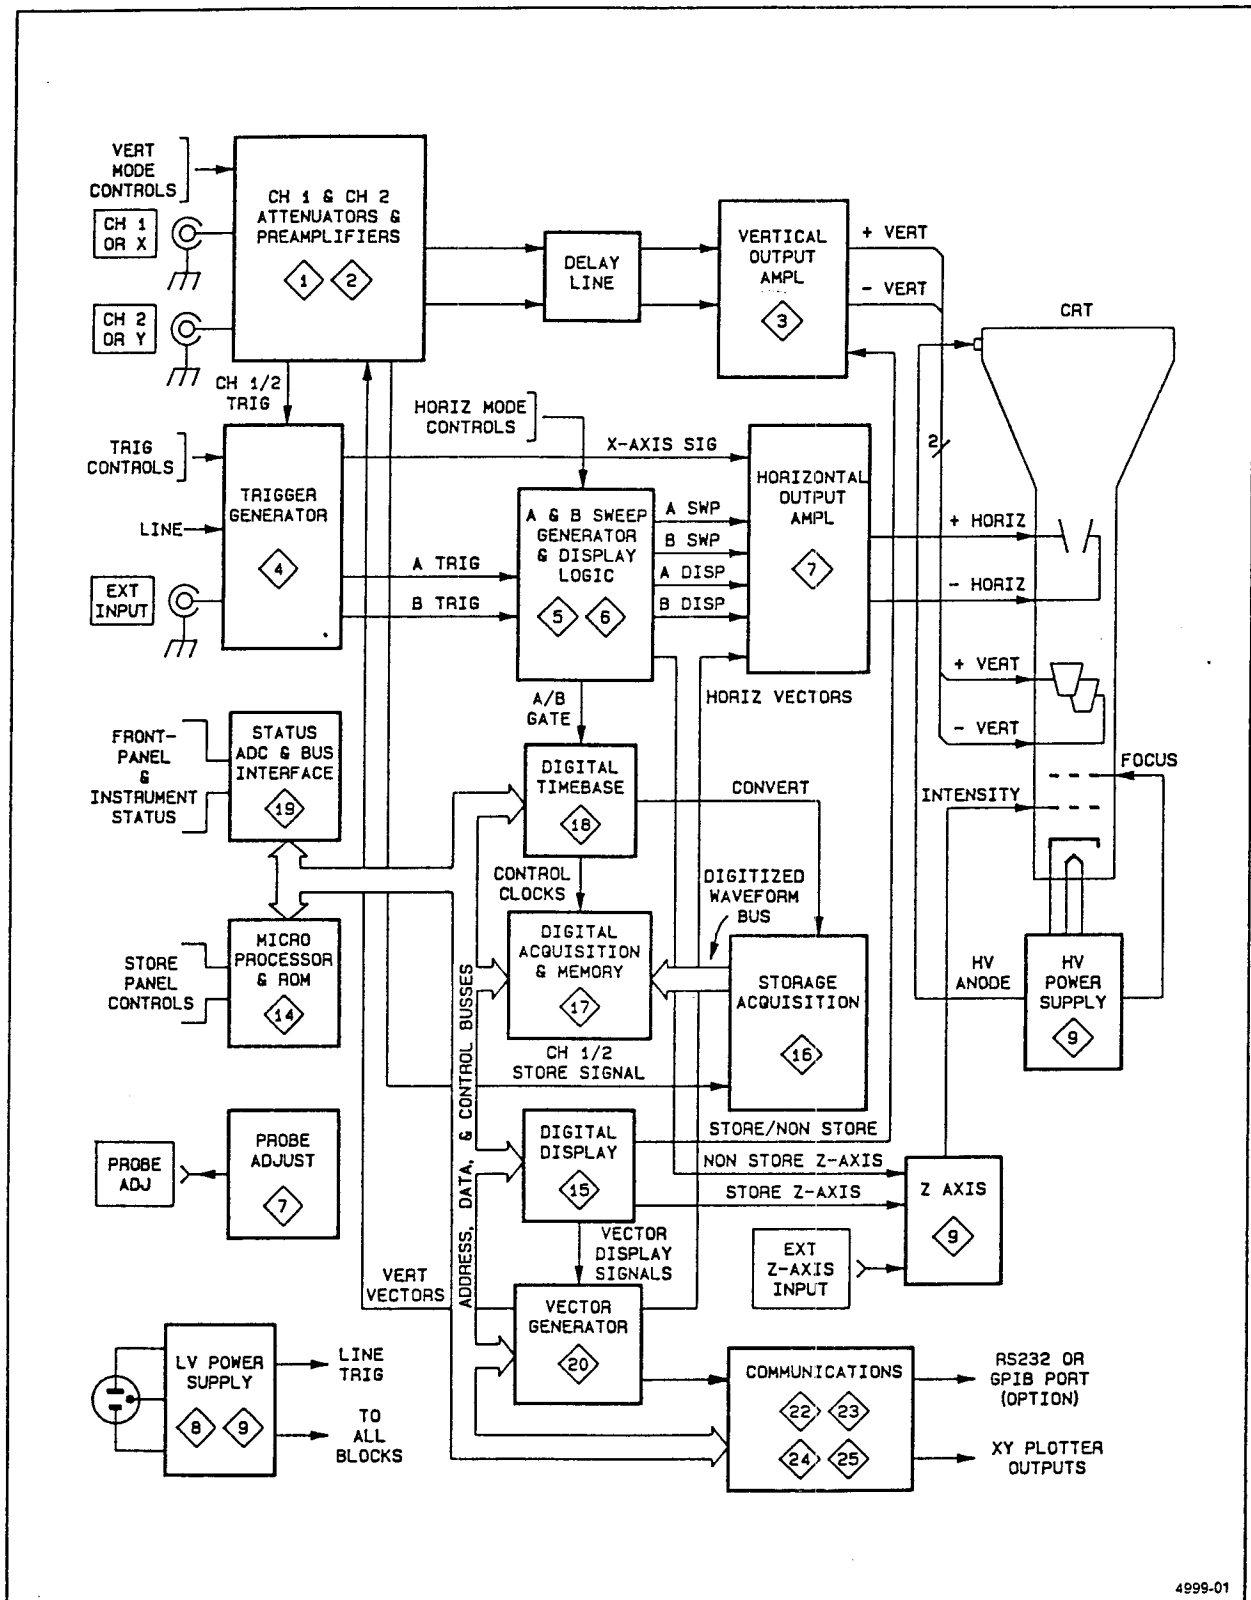 VERT
MODE
CONTROLS
CH 1
OR X
CH 2
OR Y
CH 1 & CH 2
ATTENUATORS &
PREAMPLIFIERS
1 2
DELAY
LINE
VERTICAL
OUTPUT
AMPL
3
+ VERT
- VERT
CRT
CH 1/2
TRIG
HORIZ MODE
CONTROLS
TRIG
CONTROLS
LINE
EXT
INPUT
TRIGGER
GENERATOR
4
X-AXIS SIG
A TRIG
B TRIG
A & B SWEEP
GENERATOR
& DISPLAY
LOGIC
5 6
A SWP
B SWP
A DISP
B DISP
HORIZONTAL
OUTPUT
AMPL
7
2
+ HORIZ
- HORIZ
+ VERT
- VERT
FOCUS
INTENSITY
A/B
GATE
HORIZ VECTORS
FRONT-
PANEL
&
INSTRUMENT
STATUS
STATUS
ADC & BUS
INTERFACE
19
DIGITAL
TIMEBASE
18
CONVERT
CONTROL
CLOCKS
DIGITIZED
WAVEFORM
BUS
STORE
PANEL
CONTROLS
MICRO
PROCESSOR
& ROM
14
DIGITAL
ACQUISITION
& MEMORY
17
STORAGE
ACQUISITION
16
HV
ANODE
HV
POWER
SUPPLY
9
CH 1/2
STORE SIGNAL
ADDRESS, DATA, & CONTROL BUSSES
PROBE
ADJ
PROBE
ADJUST
7
DIGITAL
DISPLAY
15
STORE/NON STORE
NON STORE Z-AXIS
STORE Z-AXIS
Z AXIS
9
EXT
Z-AXIS
INPUT
VECTOR
DISPLAY
SIGNALS
VERT
VECTORS
VECTOR
GENERATOR
20
LV POWER
SUPPLY
8 9
LINE
TRIG
TO
ALL
BLOCKS
COMMUNICATIONS
22 23
24 25
RS232 OR
GPIB PORT
(OPTION)
XY PLOTTER
OUTPUTS
4999-01